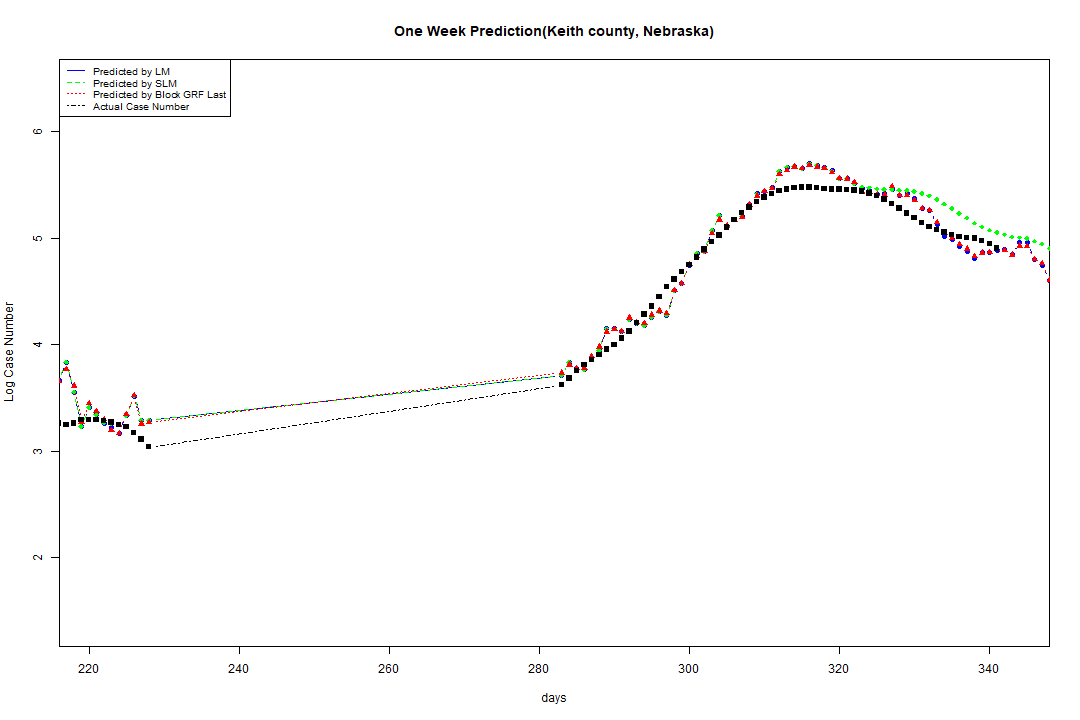 One Week Prediction(Keith county, Nebraska)
Predicted by LM
Predicted by SLM
Predicted by Block GRF Last
Actual Case Number
6
5
4
3
2
Log Case Number
220 240 260 280 300 320 340
days